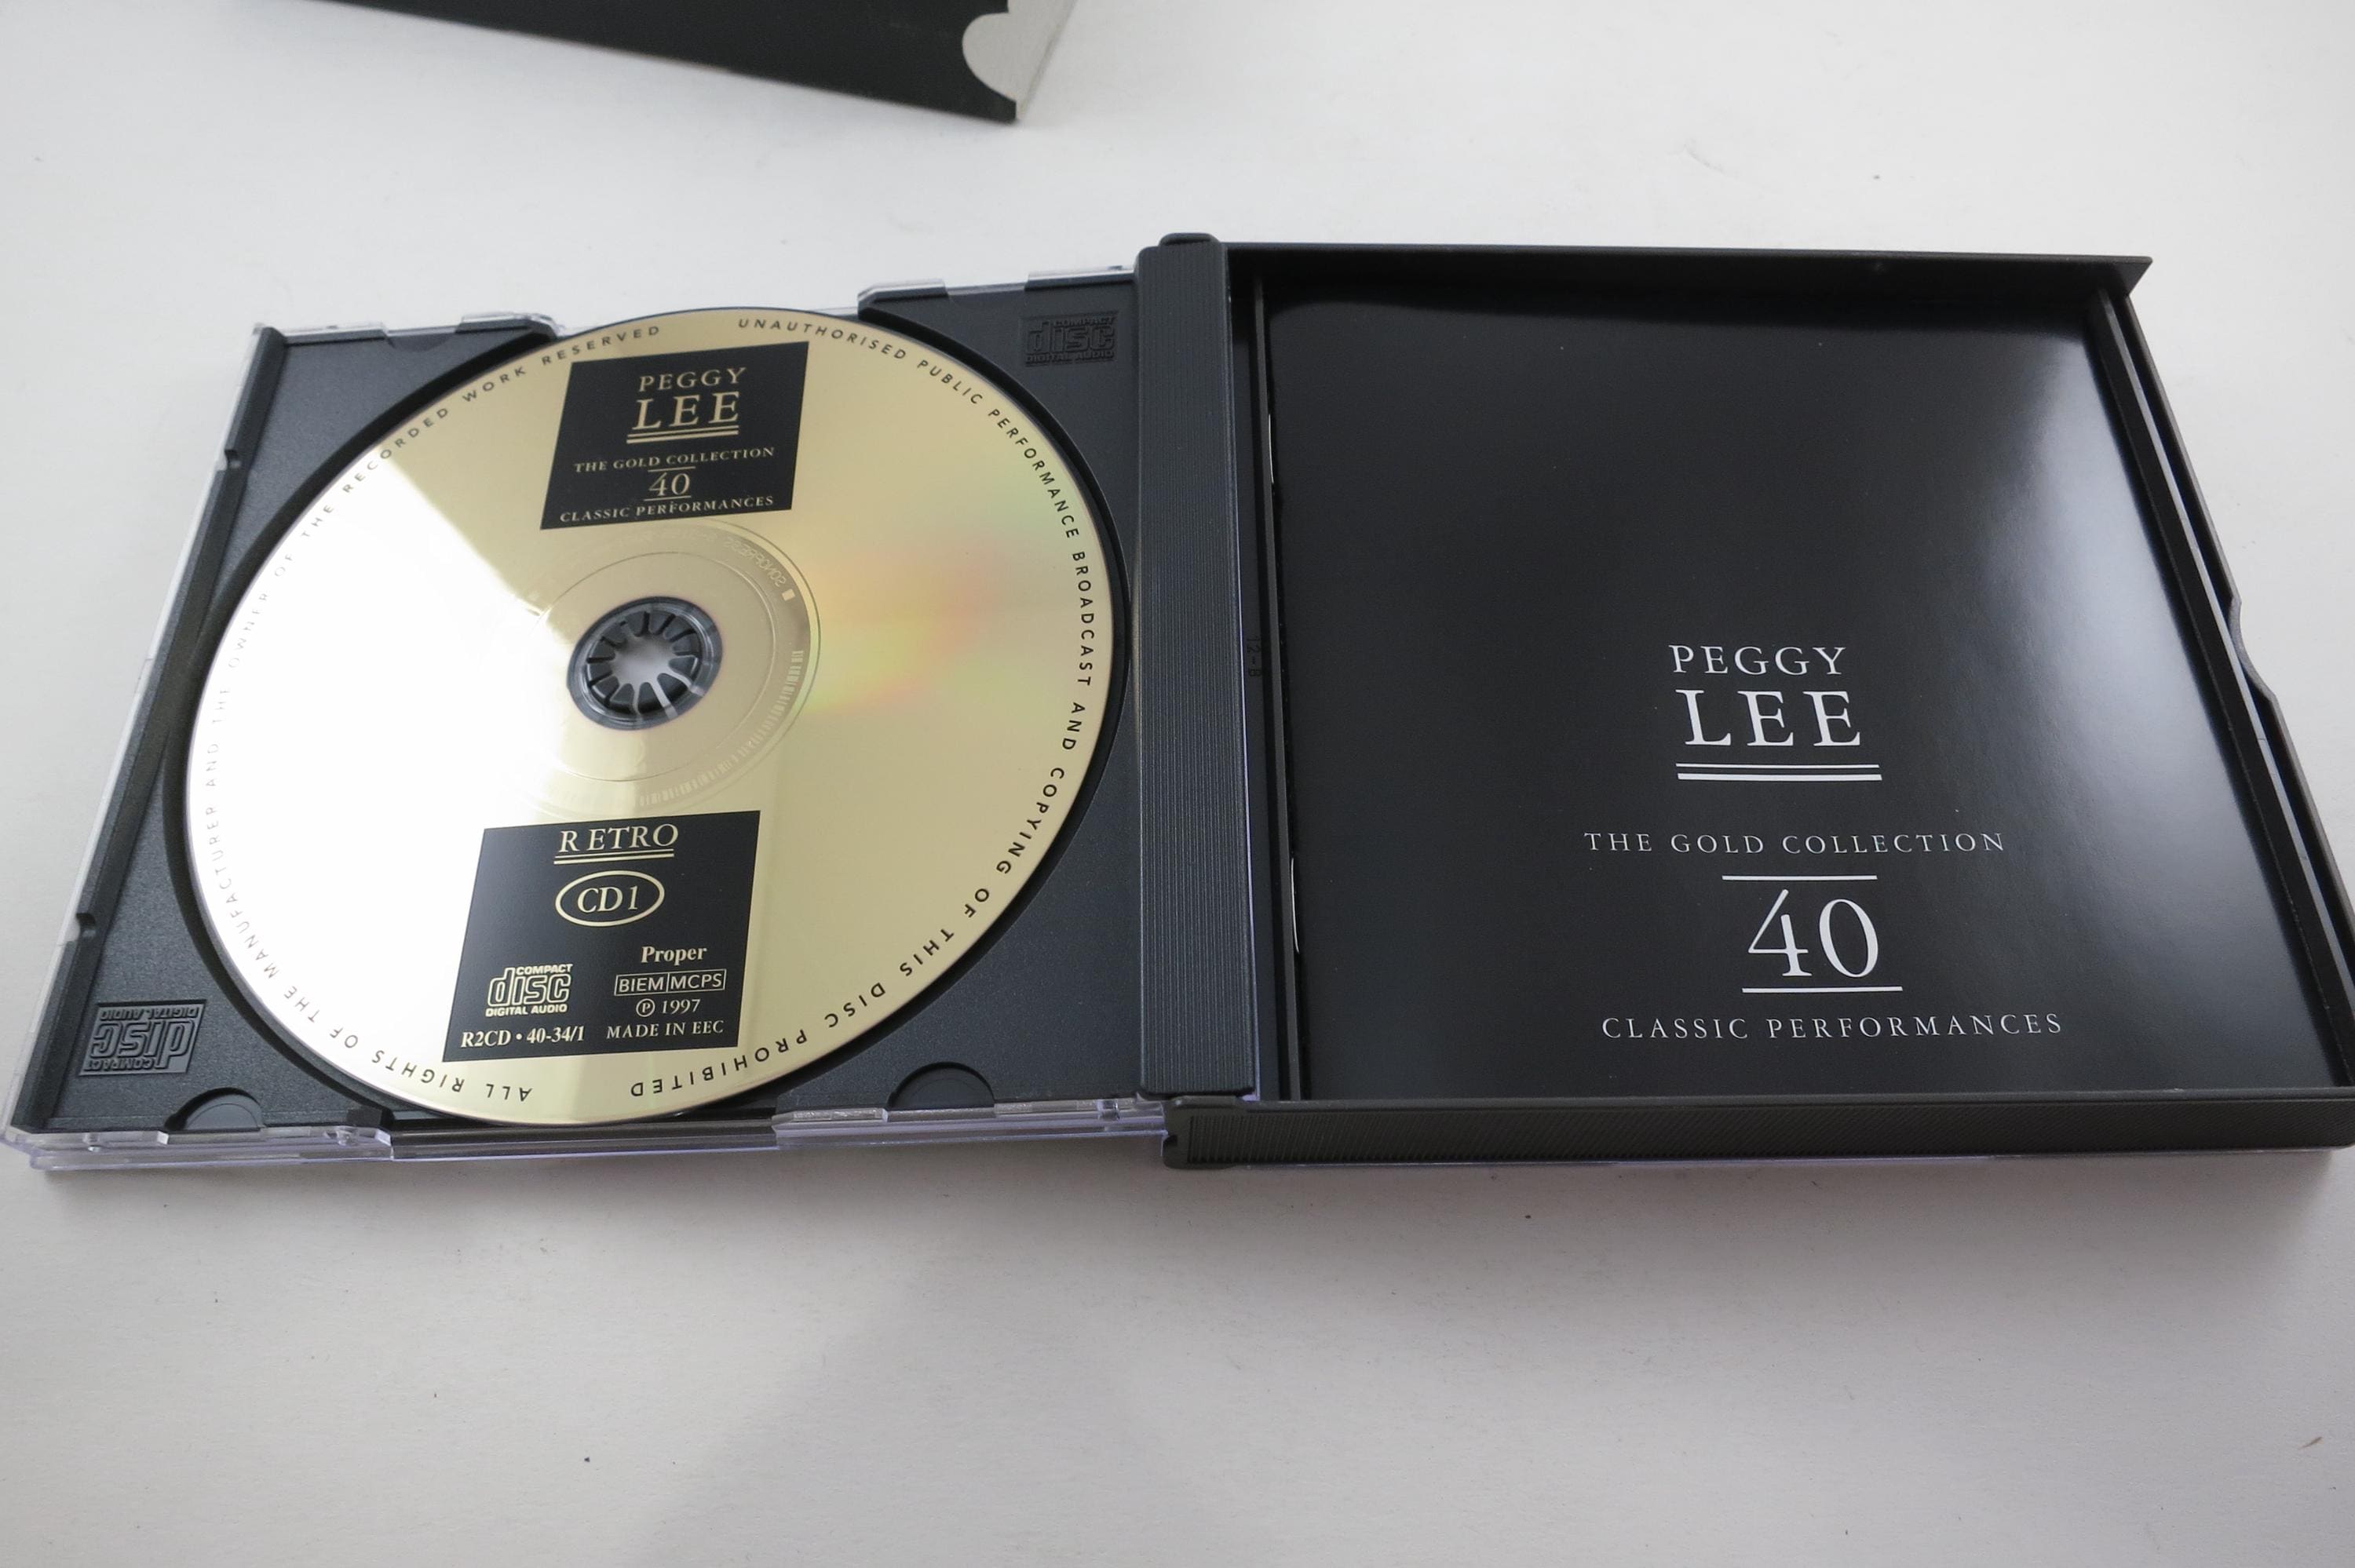 PEGGY
LEE
THE GOLD COLLECTION
40
CLASSIC PERFORMANCES
RETRO
CD1
Proper
COMPACT
disc
DIGITAL AUDIO
BIEM MCPS
Ⓟ 1997
R2CD • 40-34/1
MADE IN EEC
ALL RIGHTS OF THE MANUFACTURER AND THE OWNER OF THE RECORDED WORK RESERVED
UNAUTHORISED PUBLIC PERFORMANCE BROADCAST AND COPYING OF THIS DISC PROHIBITED
COMPACT
disc
DIGITAL AUDIO
COMPACT
disc
DIGITAL AUDIO
PEGGY
LEE
THE GOLD COLLECTION
40
CLASSIC PERFORMANCES